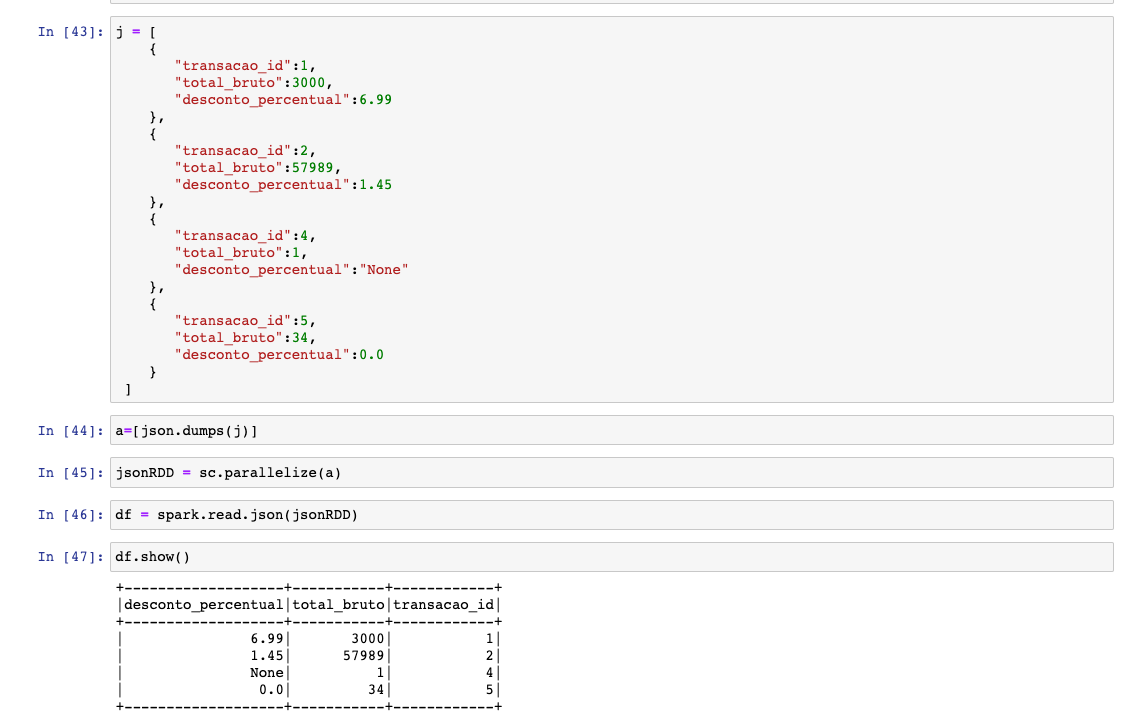 In [43]: j = [
    {
       "transacao_id":1,
       "total_bruto":3000,
       "desconto_percentual":6.99
    },
    {
       "transacao_id":2,
       "total_bruto":57989,
       "desconto_percentual":1.45
    },
    {
       "transacao_id":4,
       "total_bruto":1,
       "desconto_percentual":"None"
    },
    {
       "transacao_id":5,
       "total_bruto":34,
       "desconto_percentual":0.0
    }
 ]
In [44]: a=[json.dumps(j)]
In [45]: jsonRDD = sc.parallelize(a)
In [46]: df = spark.read.json(jsonRDD)
In [47]: df.show()
+-------------------+-----------+------------+
|desconto_percentual|total_bruto|transacao_id|
+-------------------+-----------+------------+
|               6.99|       3000|           1|
|               1.45|      57989|           2|
|               None|          1|           4|
|                0.0|         34|           5|
+-------------------+-----------+------------+